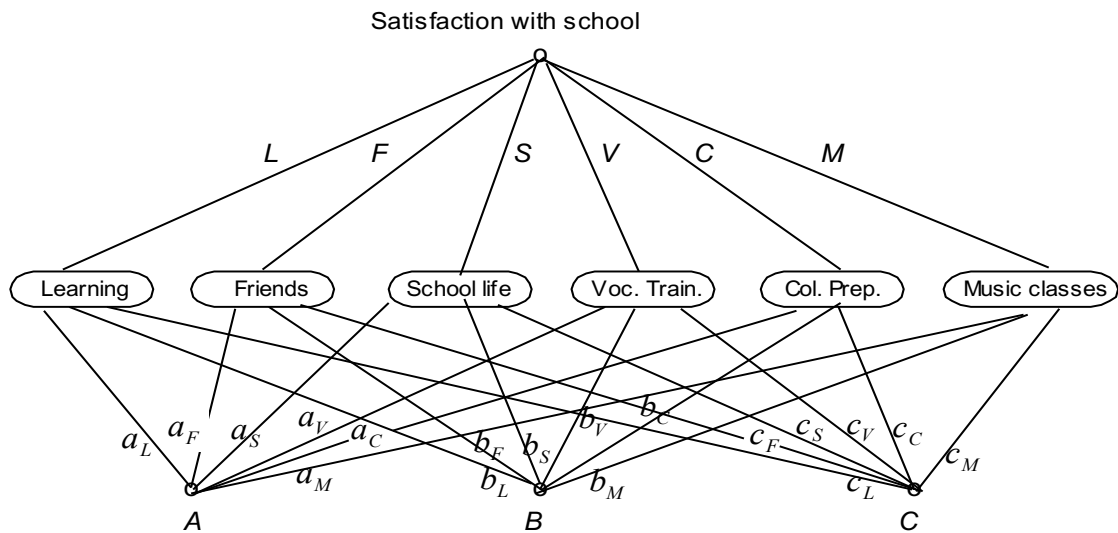 Satisfaction with school
L F S V C M
Learning Friends School life Voc. Train. Col. Prep. Music classes
a_L a_F a_S a_V a_C a_M b_F b_L b_S b_V b_M b_C c_F c_S c_V c_C c_L c_M
A B C